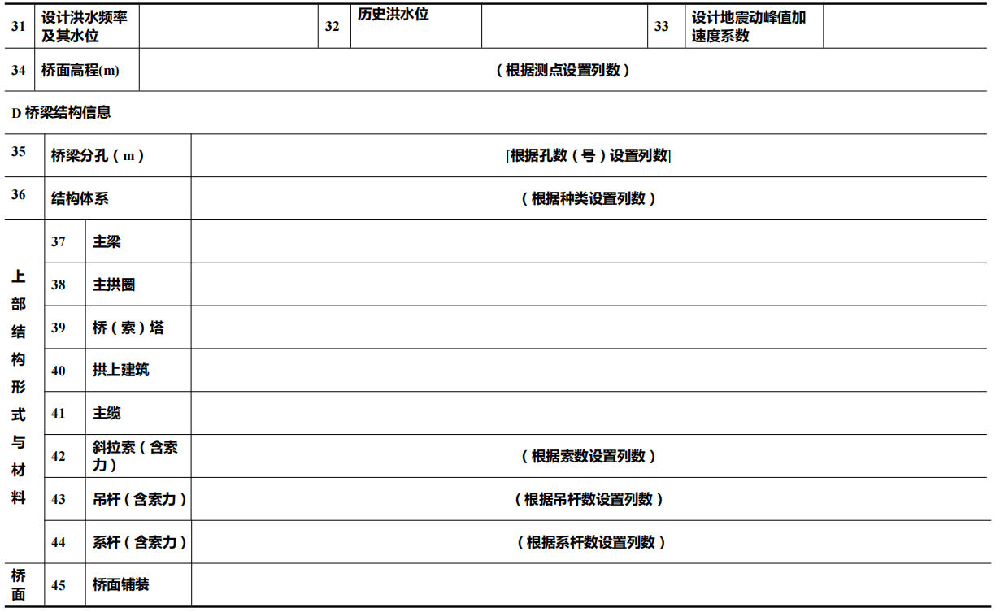 31 设计洪水频率及其水位 32 历史洪水位 33 设计地震动峰值加速度系数
34 桥面高程(m) （根据测点设置列数）
D 桥梁结构信息
35 桥梁分孔（m） [根据孔数（号）设置列数]
36 结构体系 （根据种类设置列数）
上部结构形式与材料
37 主梁
38 主拱圈
39 桥（索）塔
40 拱上建筑
41 主缆
42 斜拉索（含索力） （根据索数设置列数）
43 吊杆（含索力） （根据吊杆数设置列数）
44 系杆（含索力） （根据系杆数设置列数）
桥面 45 桥面铺装